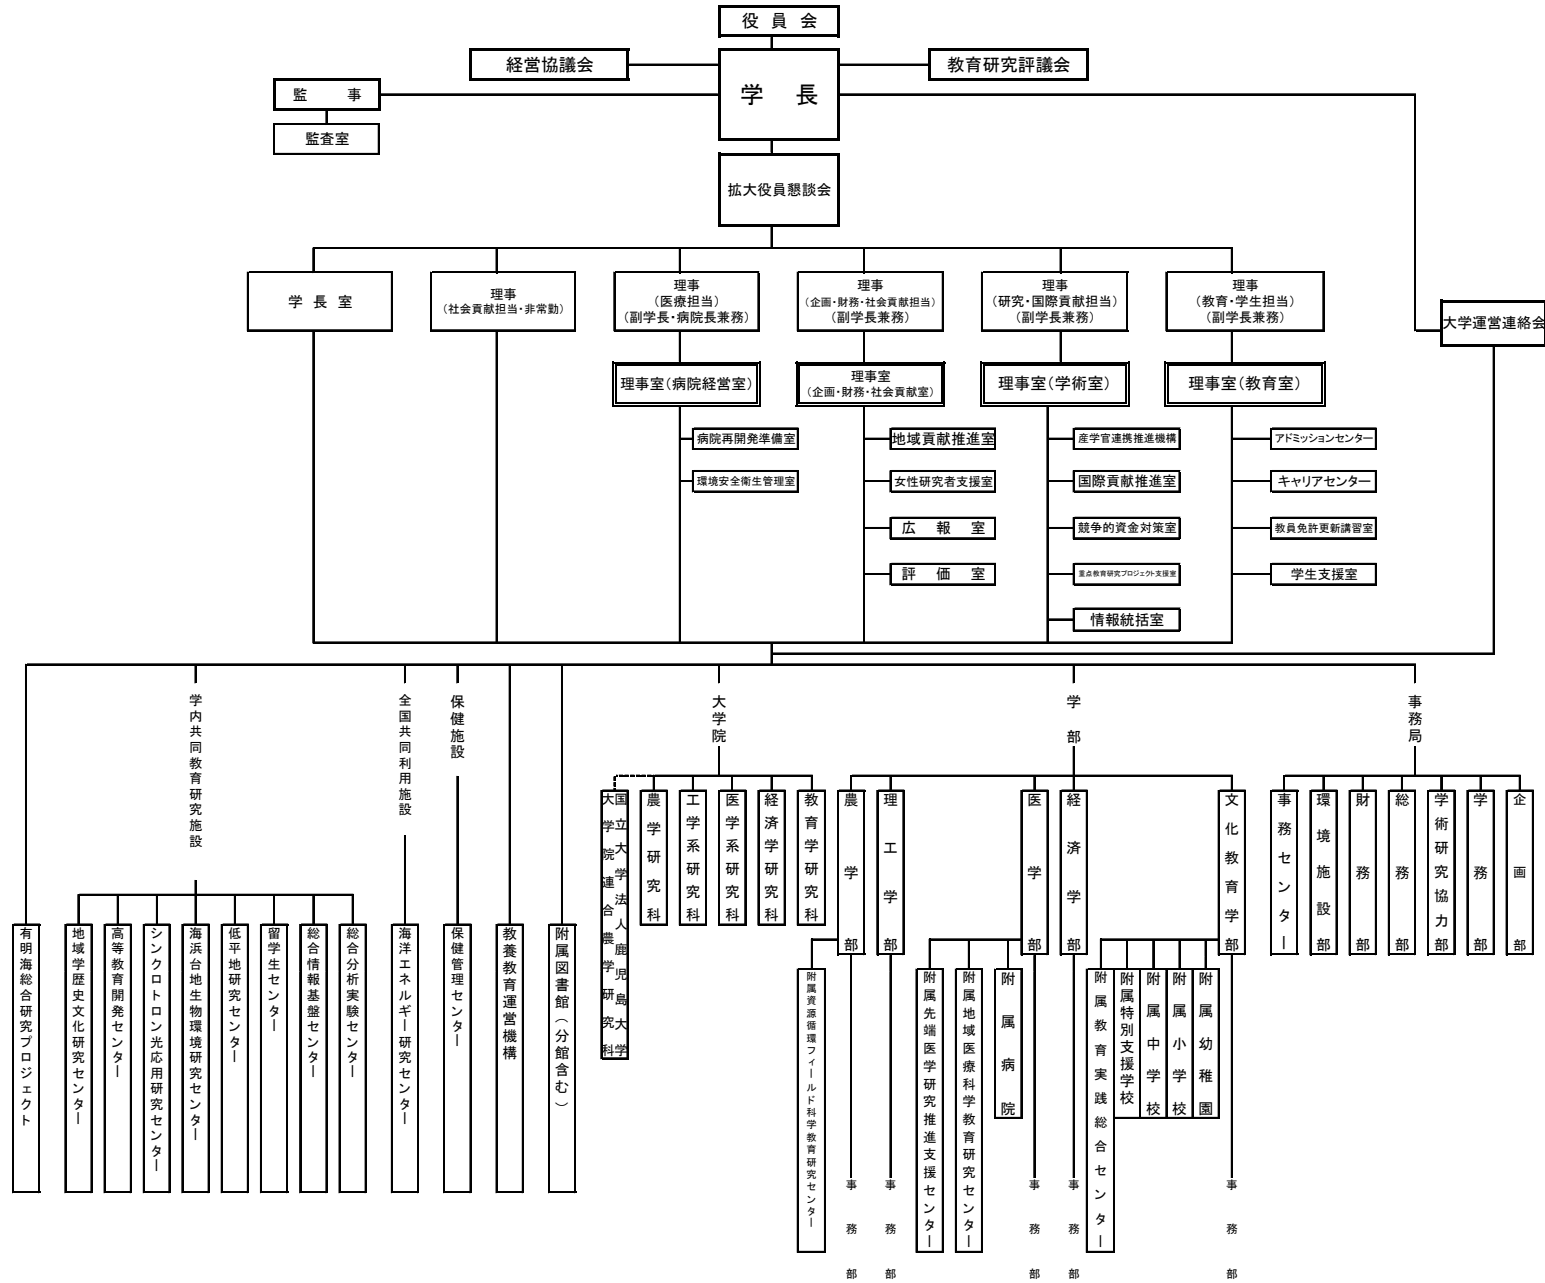 役員会
経営協議会
教育研究評議会
学長
監事
監査室
拡大役員懇談会
学長室
理事
(社会貢献担当・非常勤)
理事
(医療担当)
(副学長・病院長兼務)
理事
(企画・財務・社会貢献担当)
(副学長兼務)
理事
(研究・国際貢献担当)
(副学長兼務)
理事
(教育・学生担当)
(副学長兼務)
大学運営連絡会
理事室(病院経営室)
理事室
(企画・財務・社会貢献室)
理事室(学術室)
理事室(教育室)
病院再開発準備室
環境安全衛生管理室
地域貢献推進室
女性研究者支援室
広報室
評価室
産学官連携推進機構
国際貢献推進室
競争的資金対策室
重点教育研究プロジェクト支援室
情報統括室
アドミッションセンター
キャリアセンター
教員免許更新講習室
学生支援室
学内共同教育研究施設
全国共同利用施設
保健施設
大学院
学部
事務局
有明海総合研究プロジェクト
地域学歴史文化研究センター
高等教育開発センター
シンクロトロン光応用研究センター
海浜台地生物環境研究センター
低平地研究センター
留学生センター
総合情報基盤センター
総合分析実験センター
海洋エネルギー研究センター
保健管理センター
教養教育運営機構
附属図書館(分館含む)
国立大学法人鹿児島大学
大学院連合農学研究科
農学研究科
工学系研究科
医学系研究科
経済学研究科
教育学研究科
農学部
理工学部
医学部
経済学部
文化教育学部
事務センター
環境施設部
財務部
総務部
学術研究協力部
学務部
企画部
附属資源循環フィールド科学教育研究センター
事務部
事務部
附属先端医学研究推進支援センター
附属地域医療科学教育研究センター
附属病院
事務部
事務部
附属教育実践総合センター
附属特別支援学校
附属中学校
附属小学校
附属幼稚園
事務部